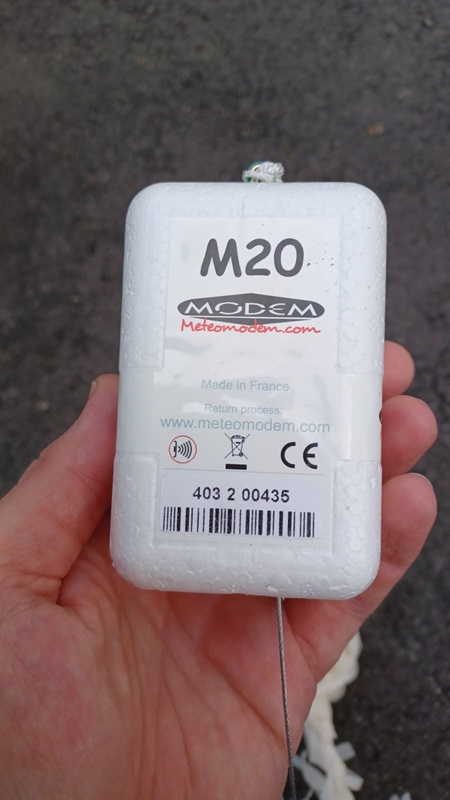 M20
MODEM
Meteomodem.com
Made in France
Return process:
www.meteomodem.com
CE
403 2 00435